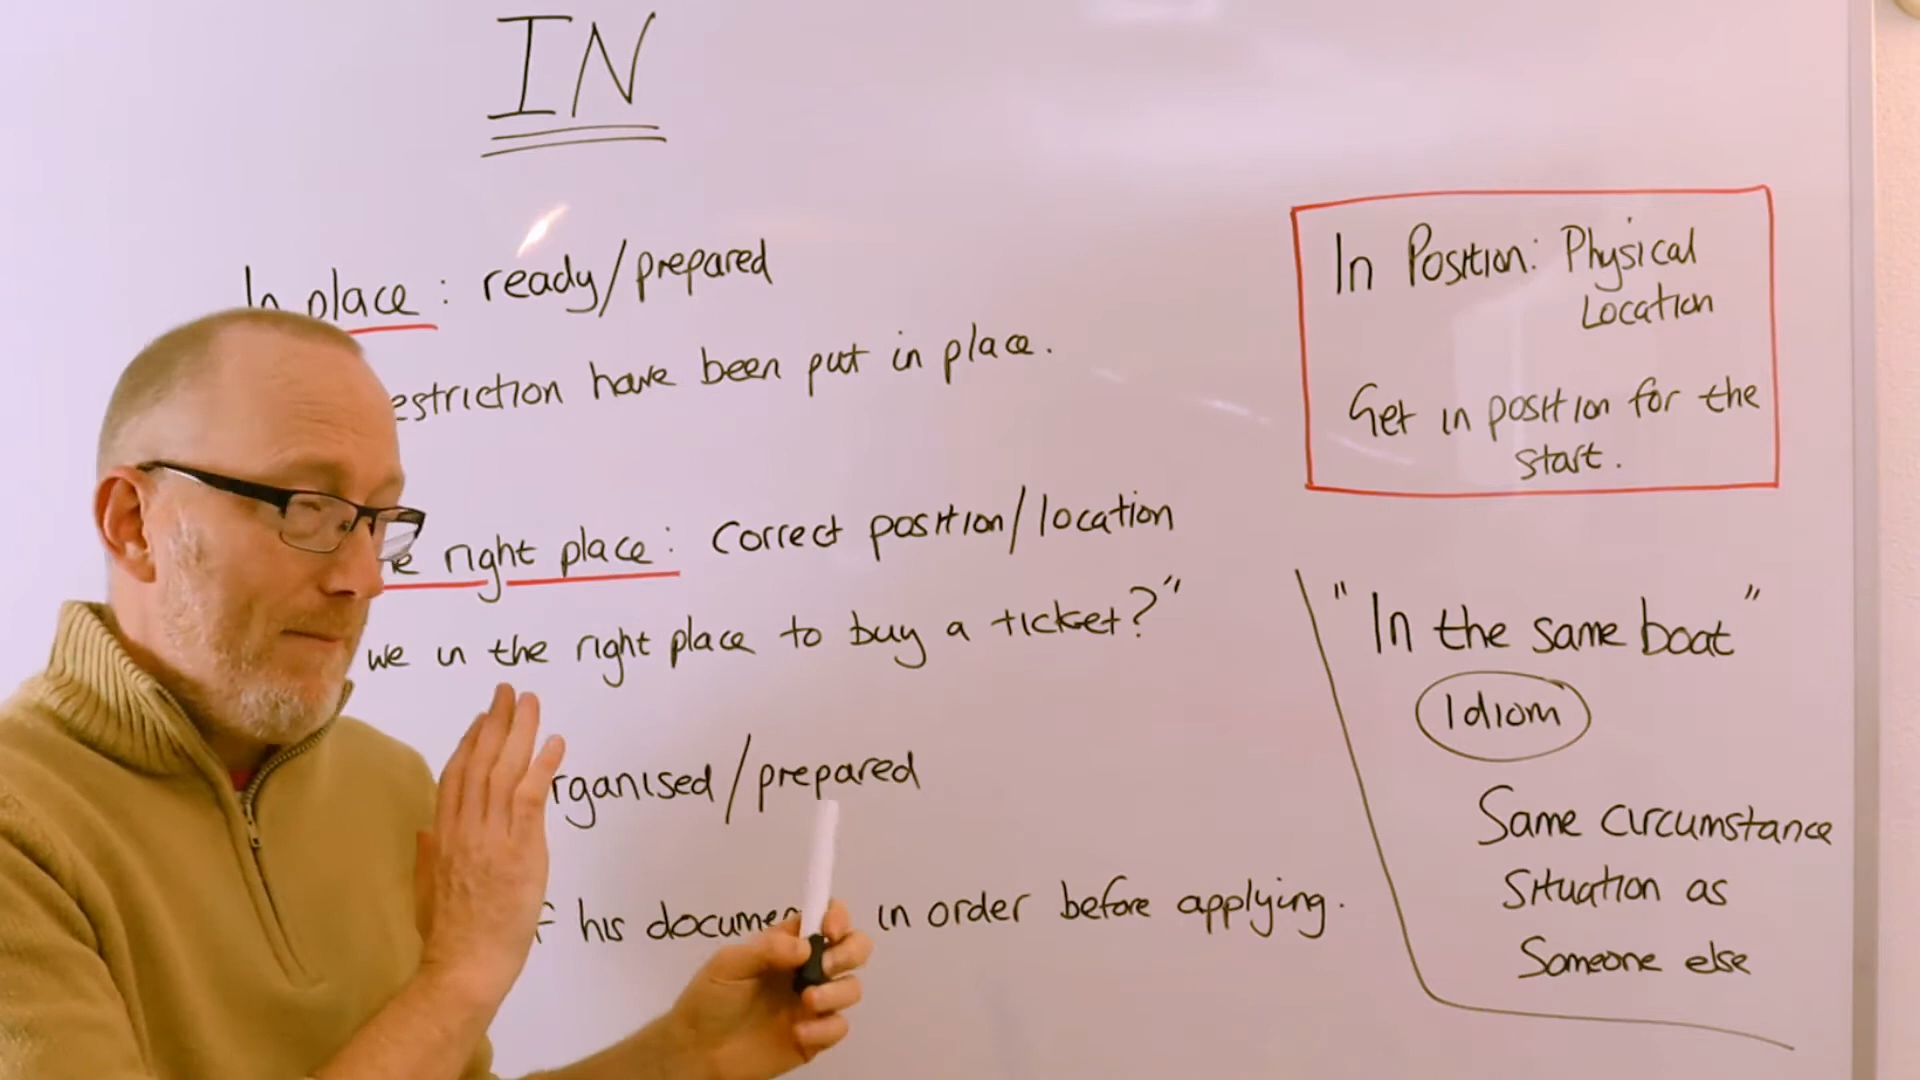 IN
In place : ready/prepared
estriction have been put in place.
e right place : Correct position/location
we in the right place to buy a ticket?"
rganised/prepared
f his documen in order before applying.
In Position: Physical
Location
Get in position for the
start.
"In the same boat"
Idiom
Same circumstance
Situation as
Someone else